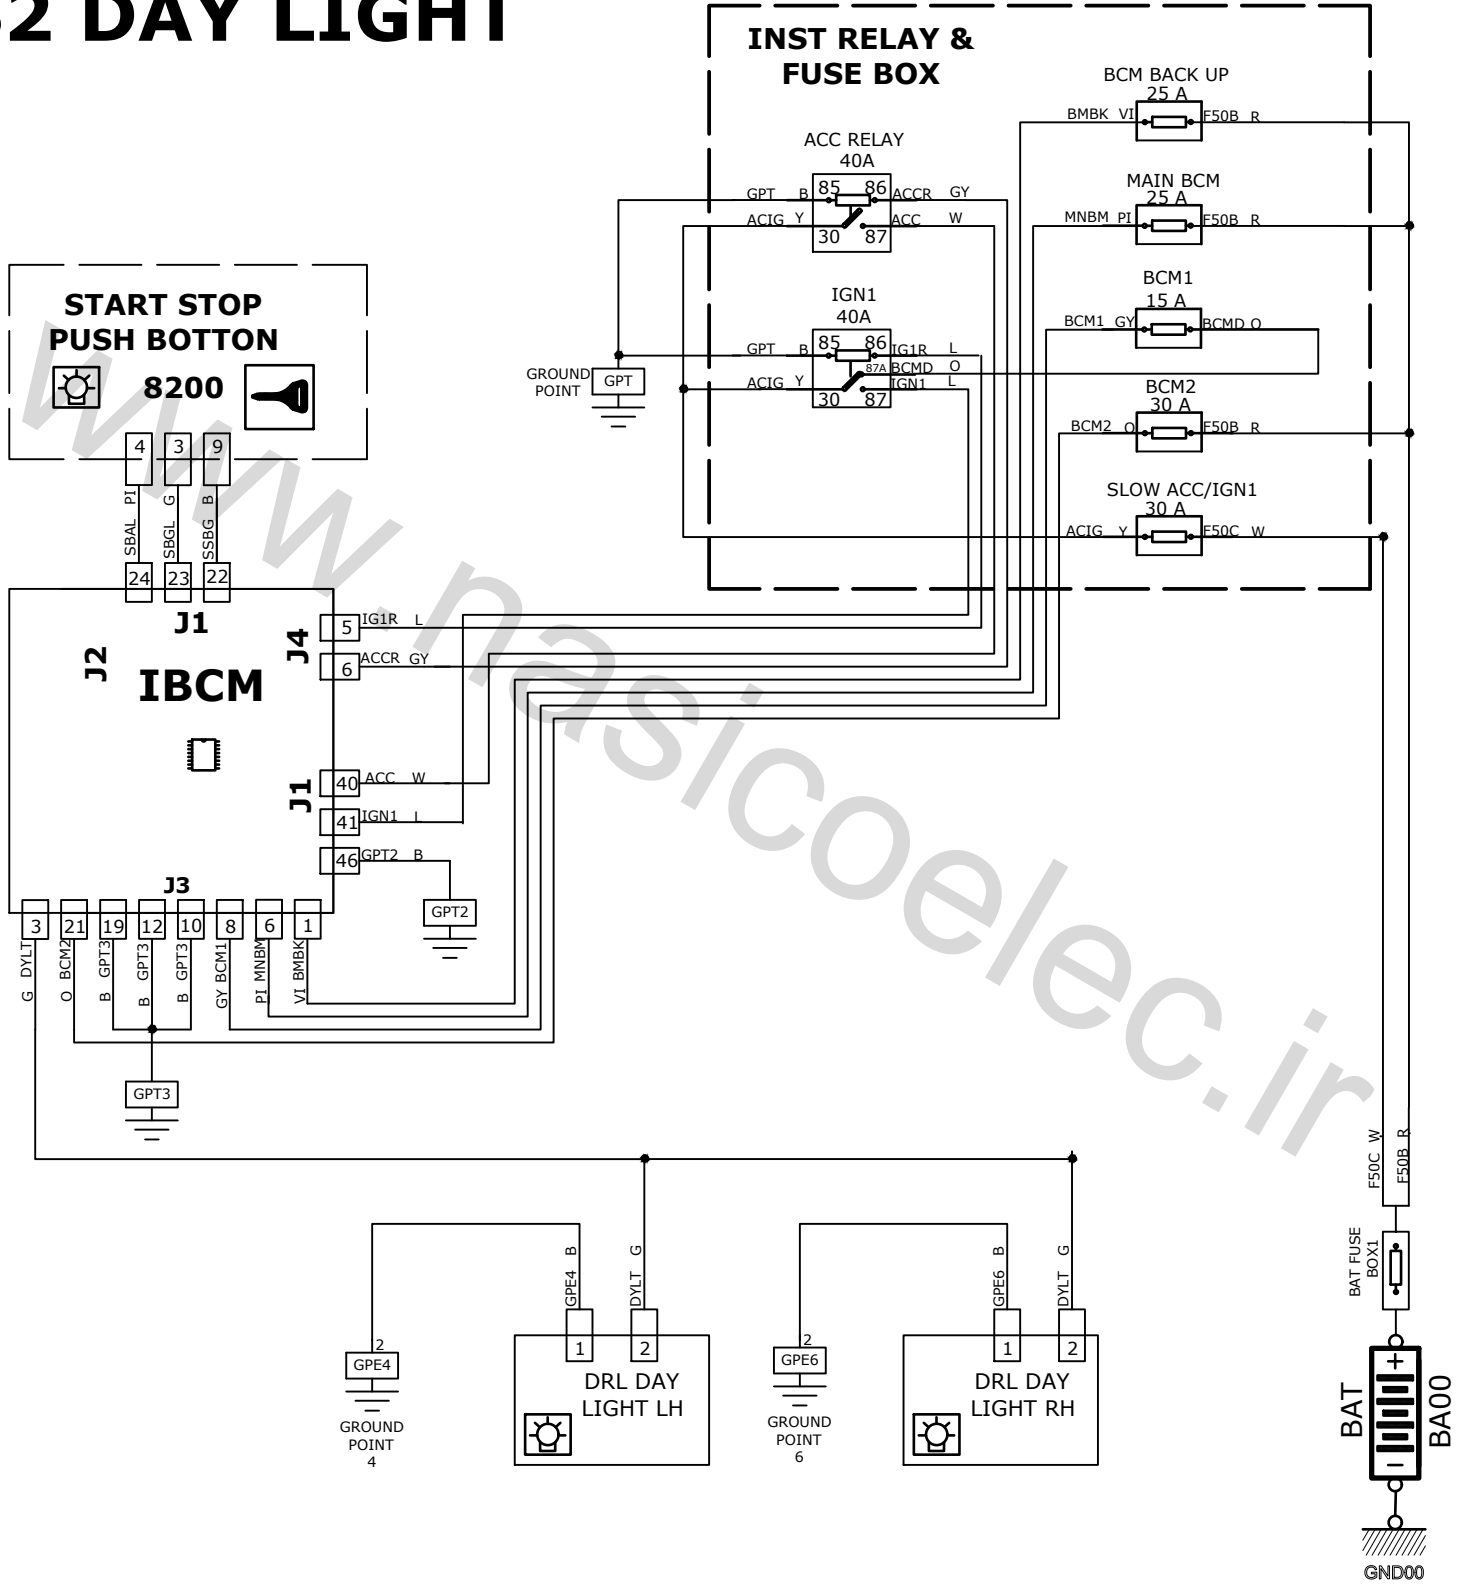 2 DAY LIGHT
INST RELAY &
FUSE BOX
BCM BACK UP
25 A
BMBK VI
F50B R
ACC RELAY
40A
85 86
GPT B
ACCR GY
ACIG Y
ACC W
30 87
MAIN BCM
25 A
MNBM PI
F50B R
IGN1
40A
85 86
GPT B
IG1R L
87A
BCMD O
ACIG Y
IGN1 L
30 87
BCM1
15 A
BCM1 GY
BCMD O
GROUND
POINT
GPT
BCM2
30 A
BCM2 O
F50B R
SLOW ACC/IGN1
30 A
ACIG Y
F50C W
START STOP
PUSH BOTTON
8200
4 3 9
SBAL PI
SBGL G
SSBG B
24 23 22
J1
J2
J4
IBCM
5 IG1R L
6 ACCR GY
J1
40 ACC W
41 IGN1 L
46 GPT2 B
GPT2
J3
3 21 19 12 10 8 6 1
G DYLT
O BCM2
B GPT3
B GPT3
B GPT3
GY BCM1
PI MNBM
VI BMBK
GPT3
F50C W
F50B R
BAT FUSE
BOX1
GPE4 B
DYLT G
GPE6 B
DYLT G
2
GPE4
GROUND
POINT
4
1 2
DRL DAY
LIGHT LH
2
GPE6
GROUND
POINT
6
1 2
DRL DAY
LIGHT RH
+
BAT
BA00
−
GND00
www.nasicoelec.ir